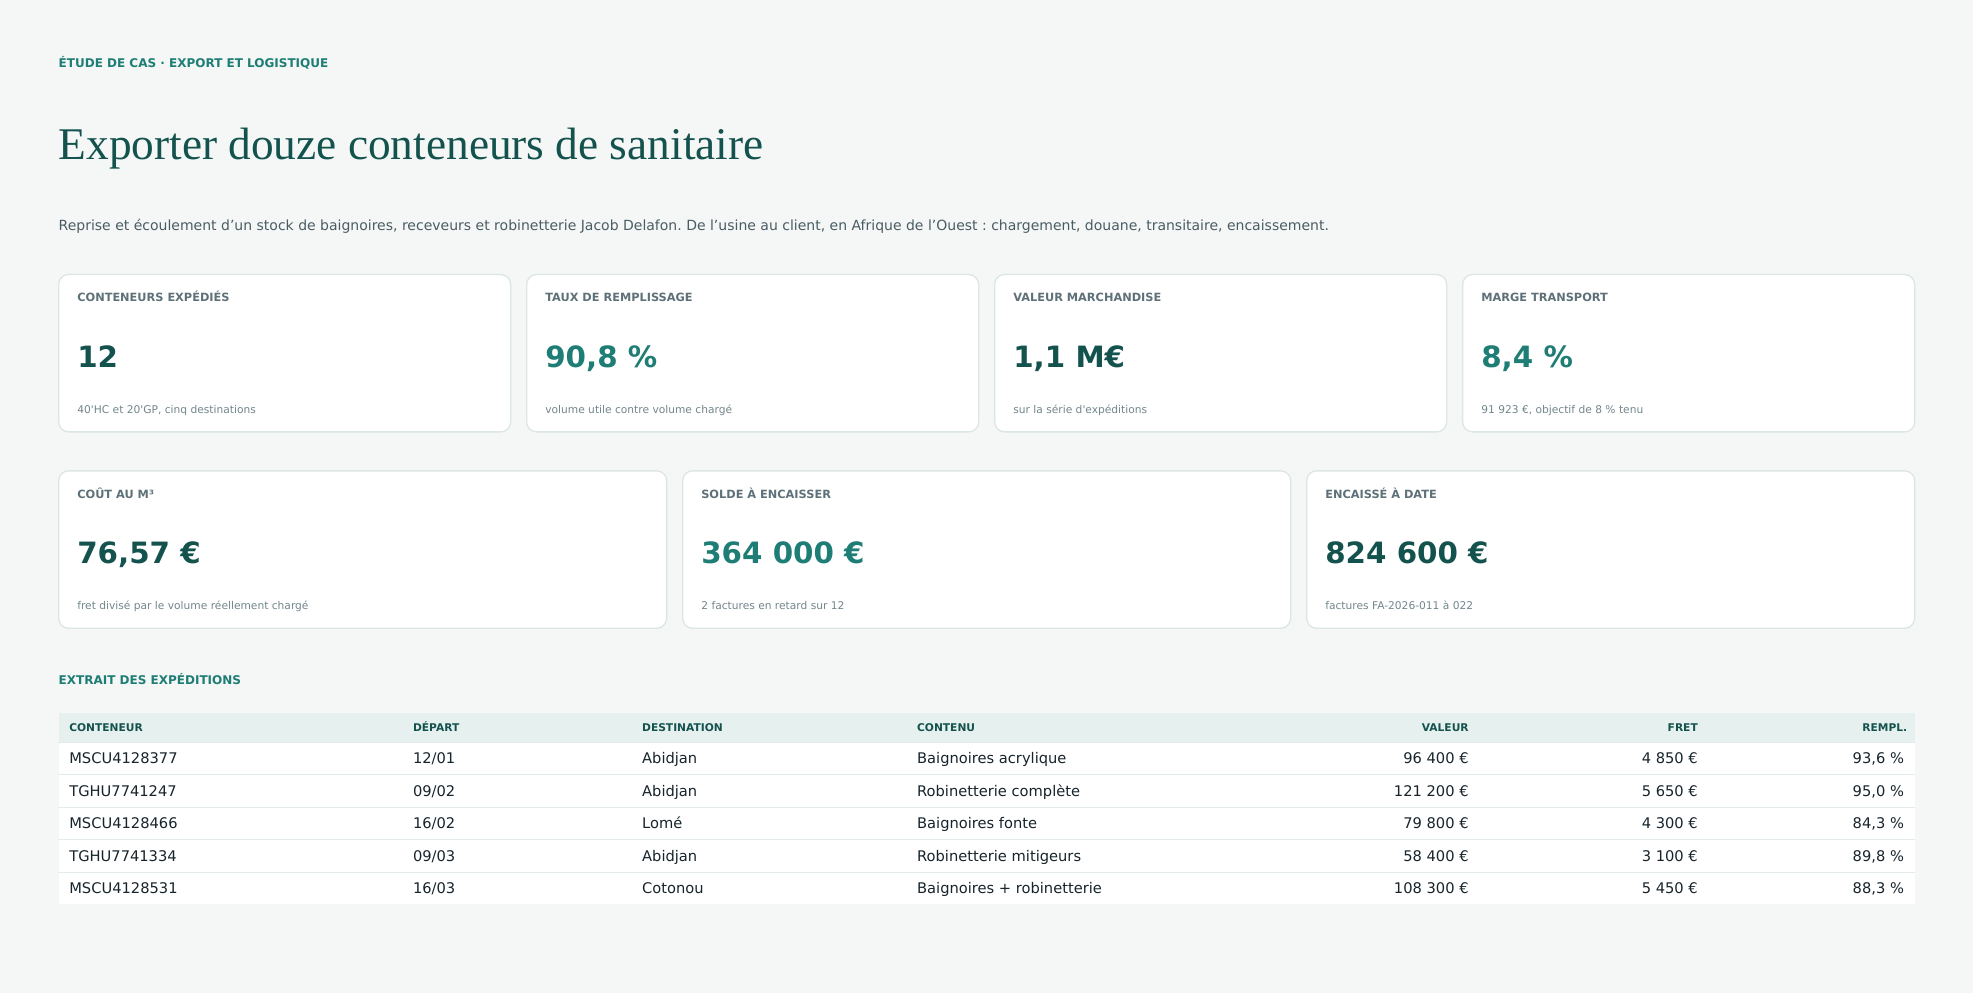 ÉTUDE DE CAS · EXPORT ET LOGISTIQUE
Exporter douze conteneurs de sanitaire
Reprise et écoulement d’un stock de baignoires, receveurs et robinetterie Jacob Delafon. De l’usine au client, en Afrique de l’Ouest : chargement, douane, transitaire, encaissement.
CONTENEURS EXPÉDIÉS TAUX DE REMPLISSAGE VALEUR MARCHANDISE MARGE TRANSPORT
12 90,8 % 1,1 M€ 8,4 %
40'HC et 20'GP, cinq destinations volume utile contre volume chargé sur la série d'expéditions 91 923 €, objectif de 8 % tenu
COÛT AU M³ SOLDE À ENCAISSER ENCAISSÉ À DATE
76,57 € 364 000 € 824 600 €
fret divisé par le volume réellement chargé 2 factures en retard sur 12 factures FA-2026-011 à 022
EXTRAIT DES EXPÉDITIONS
CONTENEUR DÉPART DESTINATION CONTENU VALEUR FRET REMPL.
MSCU4128377 12/01 Abidjan Baignoires acrylique 96 400 € 4 850 € 93,6 %
TGHU7741247 09/02 Abidjan Robinetterie complète 121 200 € 5 650 € 95,0 %
MSCU4128466 16/02 Lomé Baignoires fonte 79 800 € 4 300 € 84,3 %
TGHU7741334 09/03 Abidjan Robinetterie mitigeurs 58 400 € 3 100 € 89,8 %
MSCU4128531 16/03 Cotonou Baignoires + robinetterie 108 300 € 5 450 € 88,3 %